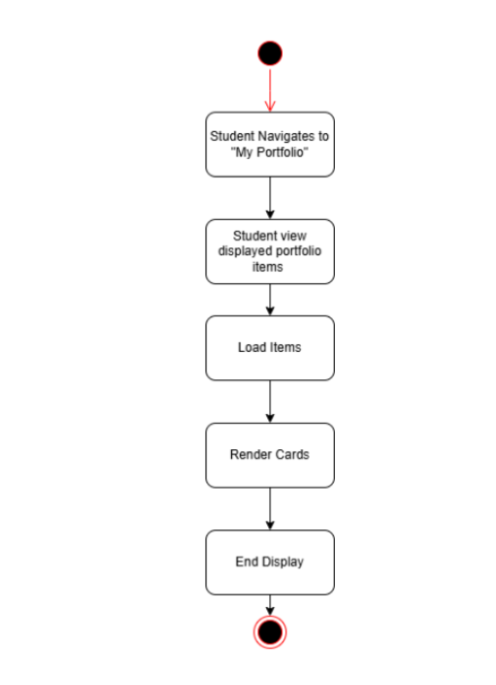 Student Navigates to
"My Portfolio"
Student view
displayed portfolio
items
Load Items
Render Cards
End Display